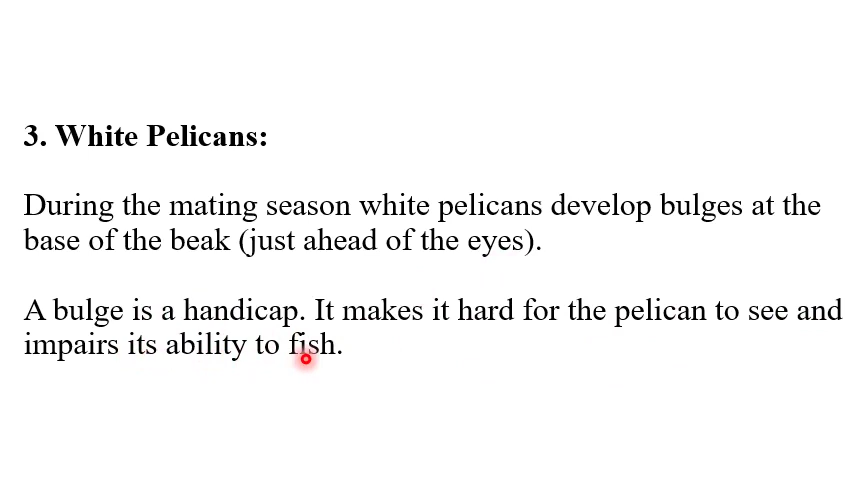 3. White Pelicans:
During the mating season white pelicans develop bulges at the
base of the beak (just ahead of the eyes).
A bulge is a handicap. It makes it hard for the pelican to see and
impairs its ability to fish.